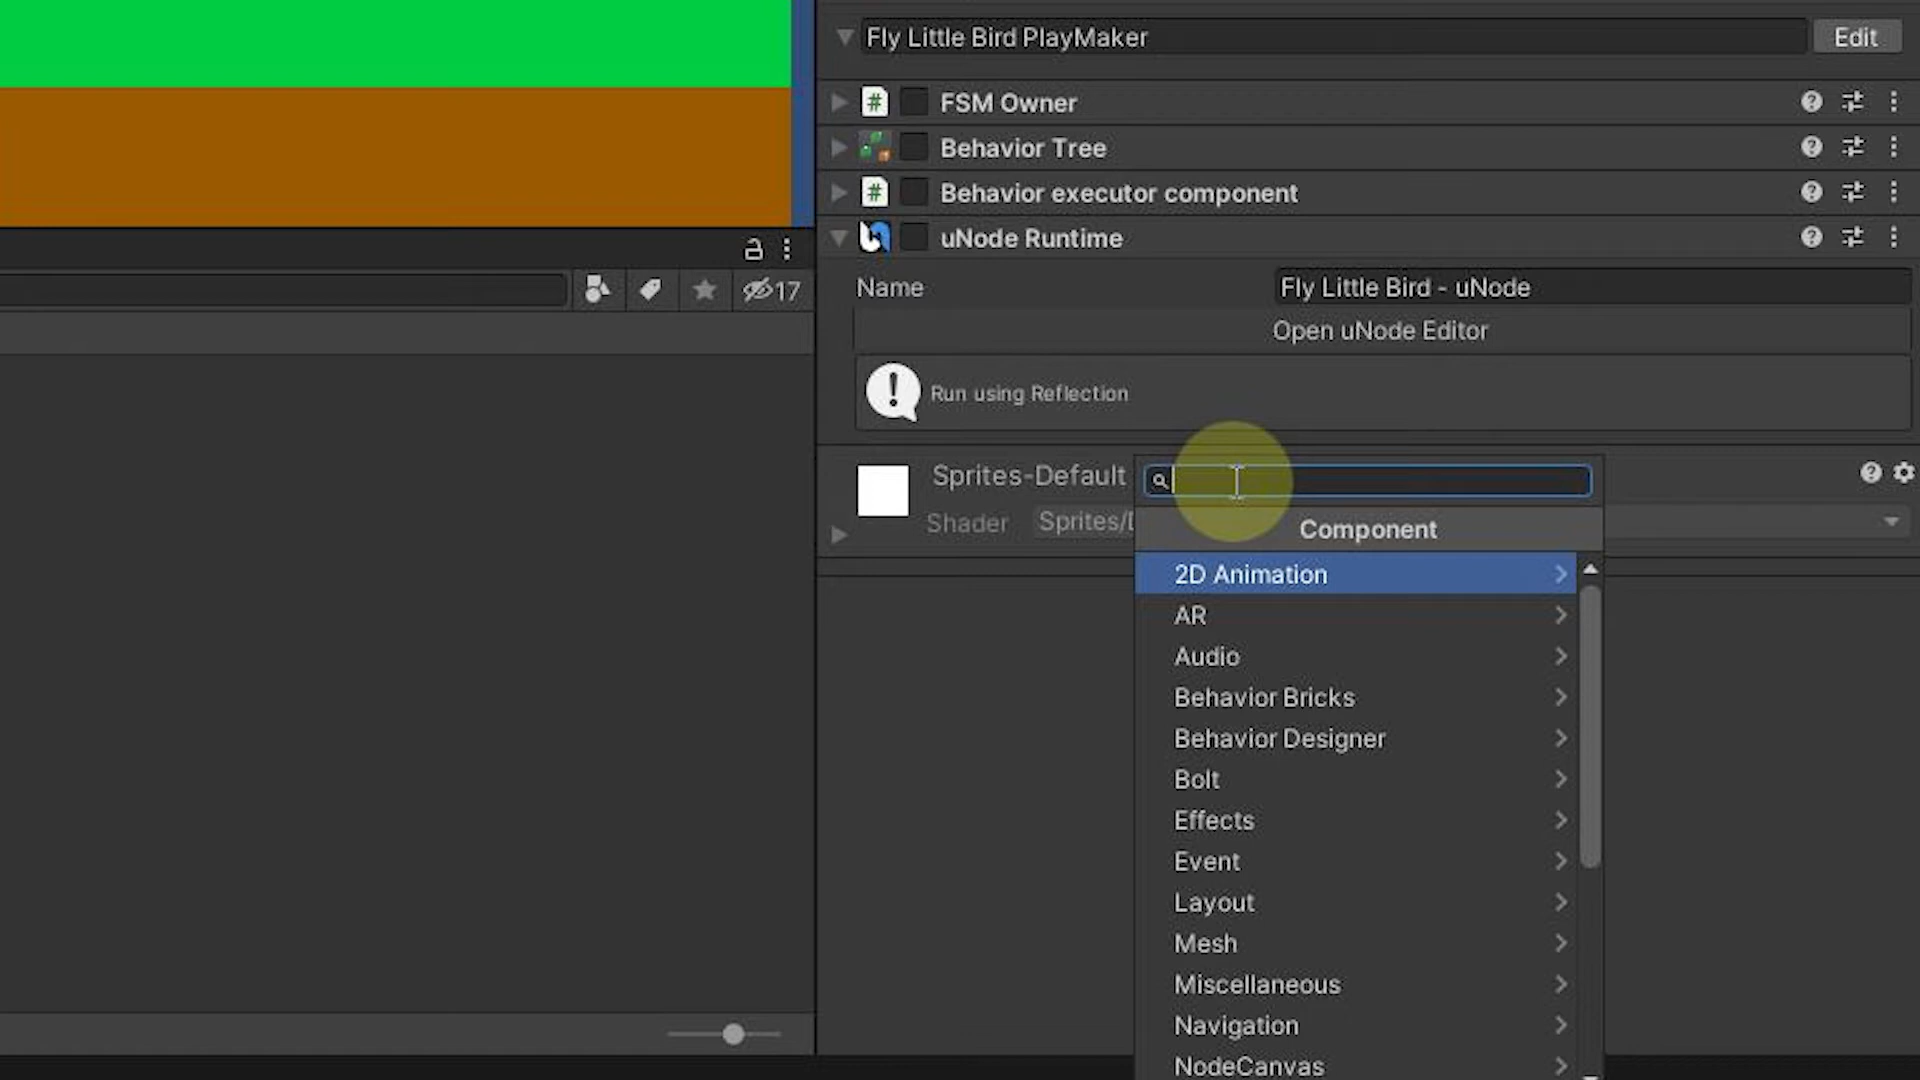 Fly Little Bird PlayMaker
Edit
# FSM Owner
Behavior Tree
# Behavior executor component
uNode Runtime
17
Name
Fly Little Bird - uNode
Open uNode Editor
Run using Reflection
Sprites-Default
Shader
Sprites/D
Component
2D Animation
AR
Audio
Behavior Bricks
Behavior Designer
Bolt
Effects
Event
Layout
Mesh
Miscellaneous
Navigation
NodeCanvas